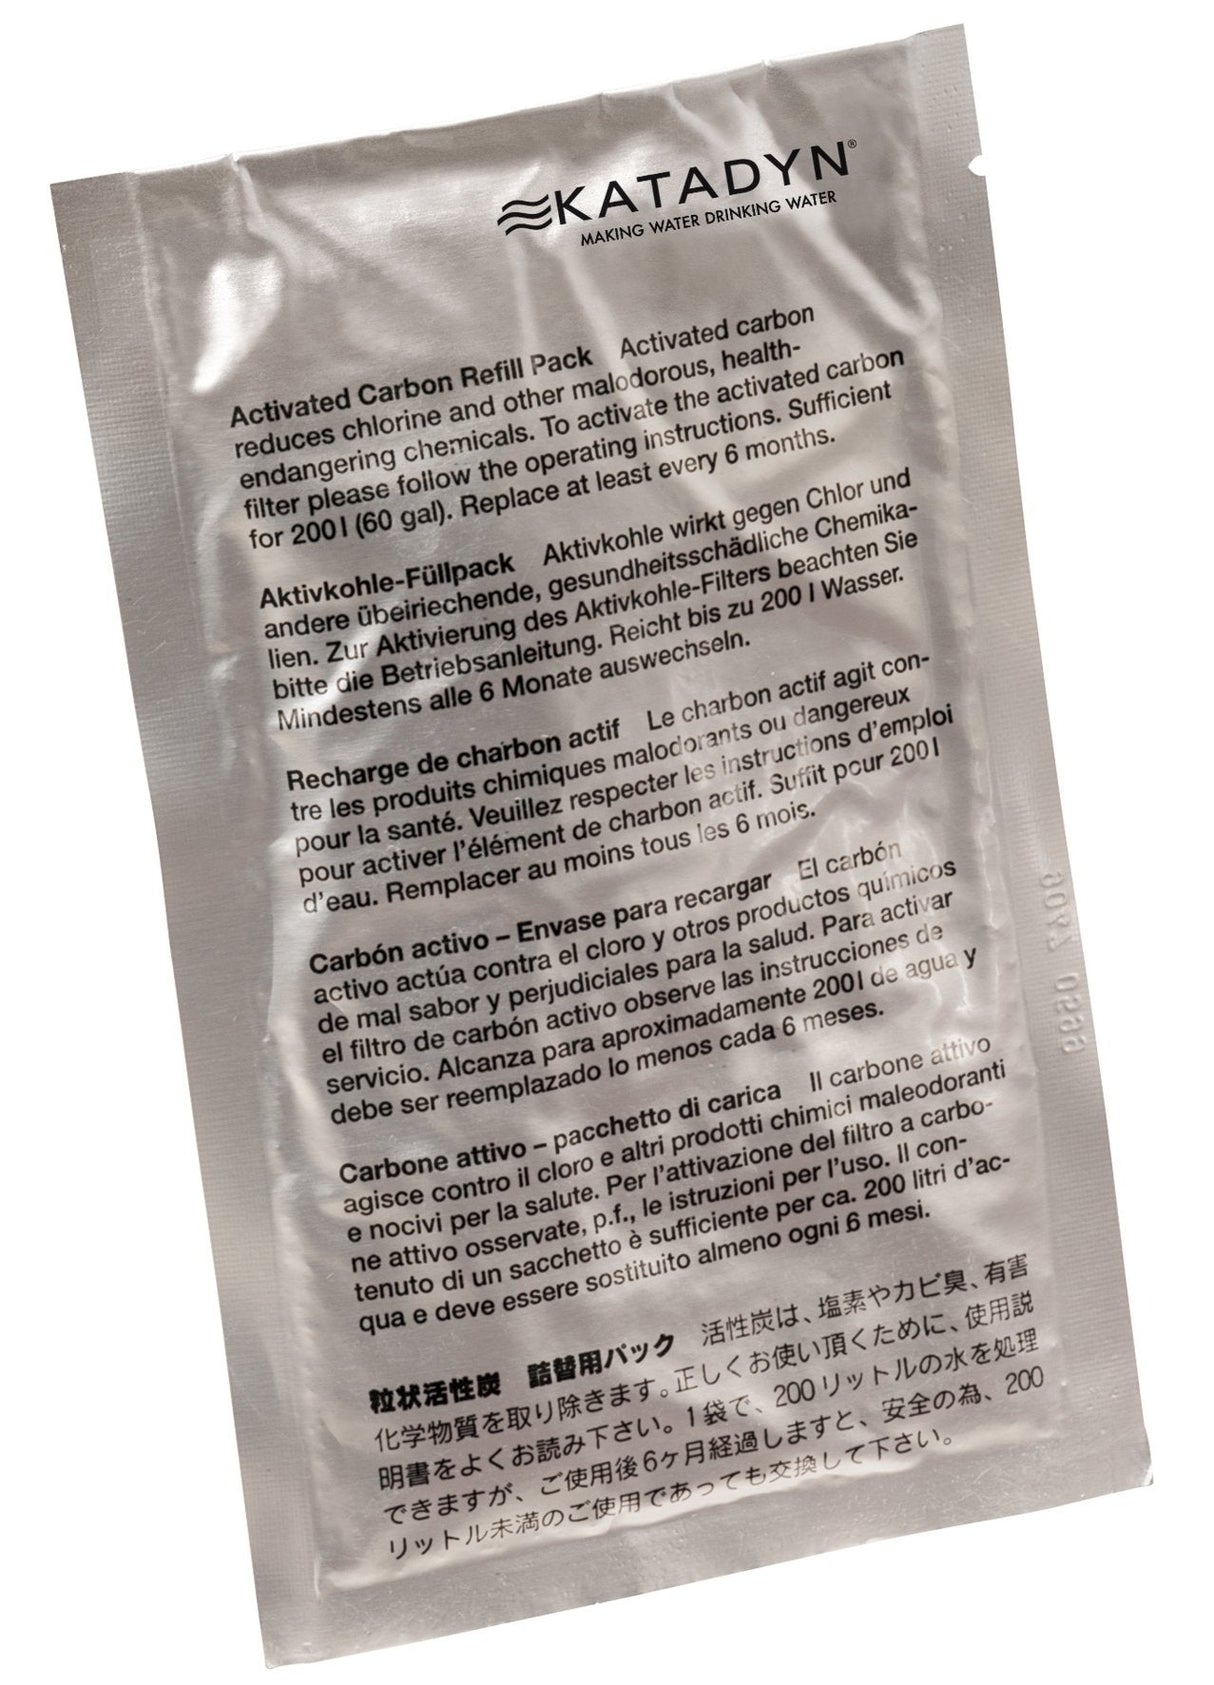 KATADYN®
MAKING WATER DRINKING WATER
Activated Carbon Refill Pack Activated carbon
reduces chlorine and other malodorous, health-
endangering chemicals. To activate the activated carbon
filter please follow the operating instructions. Sufficient
for 200 l (60 gal). Replace at least every 6 months.
Aktivkohle-Füllpack Aktivkohle wirkt gegen Chlor und
andere übelriechende, gesundheitsschädliche Chemika-
lien. Zur Aktivierung des Aktivkohle-Filters beachten Sie
bitte die Betriebsanleitung. Reicht bis zu 200 l Wasser.
Mindestens alle 6 Monate auswechseln.
Recharge de charbon actif Le charbon actif agit con-
tre les produits chimiques malodorants ou dangereux
pour la santé. Veuillez respecter les instructions d'emploi
pour activer l'élément de charbon actif. Suffit pour 200 l
d'eau. Remplacer au moins tous les 6 mois.
Carbón activo – Envase para recargar El carbón
activo actúa contra el cloro y otros productos químicos
de mal sabor y perjudiciales para la salud. Para activar
el filtro de carbón activo observe las instrucciones de
servicio. Alcanza para aproximadamente 200 l de agua y
debe ser reemplazado lo menos cada 6 meses.
Carbone attivo – pacchetto di carica Il carbone attivo
agisce contro il cloro e altri prodotti chimici maleodoranti
e nocivi per la salute. Per l'attivazione del filtro a carbo-
ne attivo osservate, p.f., le istruzioni per l'uso. Il con-
tenuto di un sacchetto è sufficiente per ca. 200 litri d'ac-
qua e deve essere sostituito almeno ogni 6 mesi.
粒状活性炭 詰替用パック 活性炭は、塩素やカビ臭、有害
化学物質を取り除きます。正しくお使い頂くために、使用説
明書をよくお読み下さい。1袋で、200リットルの水を処理
できますが、ご使用後6ヶ月経過しますと、安全の為、200
リットル未満のご使用であっても交換して下さい。